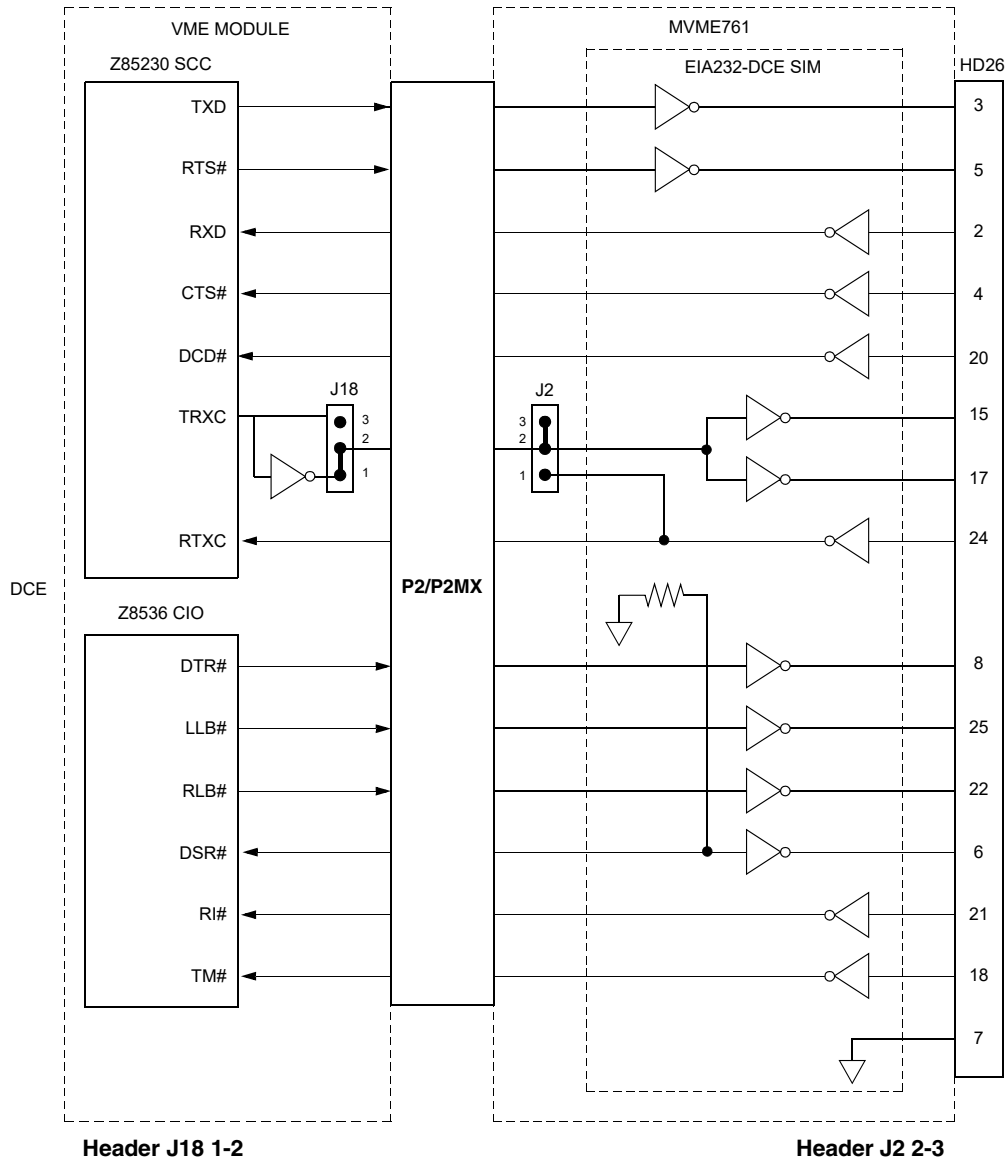 VME MODULE
MVME761
Z85230 SCC
EIA232-DCE SIM
HD26
TXD
3
RTS#
5
RXD
2
CTS#
4
DCD#
20
J18
J2
TRXC
3
2
1
3
2
1
15
17
RTXC
24
DCE
P2/P2MX
Z8536 CIO
DTR#
8
LLB#
25
RLB#
22
DSR#
6
RI#
21
TM#
18
7
Header J18 1-2
Header J2 2-3